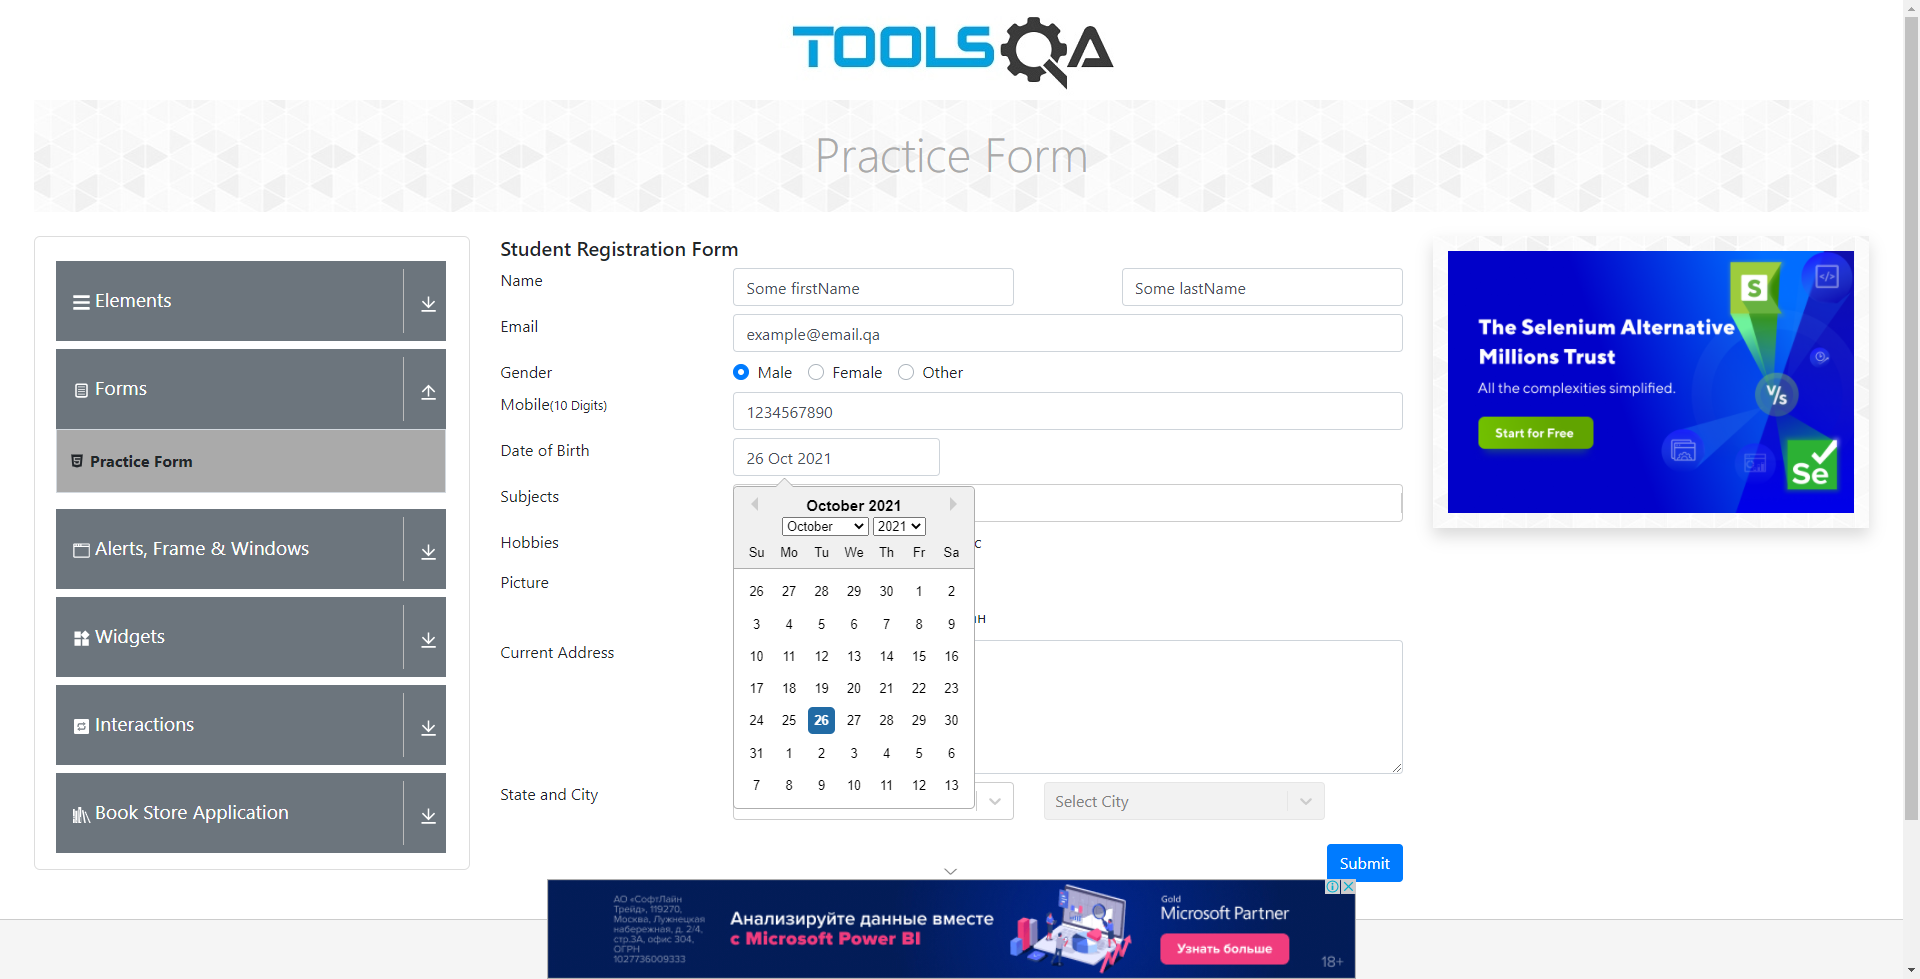 TOOLSQA
Practice Form
Elements
Forms
Practice Form
Alerts, Frame & Windows
Widgets
Interactions
Book Store Application
Student Registration Form
Name
Some firstName
Some lastName
Email
example@email.qa
Gender
Male
Female
Other
Mobile(10 Digits)
1234567890
Date of Birth
26 Oct 2021
Subjects
October 2021
October 2021
Su Mo Tu We Th Fr Sa
26 27 28 29 30 1 2
3 4 5 6 7 8 9
10 11 12 13 14 15 16
17 18 19 20 21 22 23
24 25 26 27 28 29 30
31 1 2 3 4 5 6
7 8 9 10 11 12 13
Hobbies
c
Picture
н
Current Address
State and City
Select City
Submit
S
</>
The Selenium Alternative
Millions Trust
All the complexities simplified.
V/s
Start for Free
Se
АО «СофтЛайн
Трейд», 119270,
Москва, Лужнецкая
набережная, д. 2/4,
стр.3А, офис 304,
ОГРН
1027736009333
Анализируйте данные вместе
с Microsoft Power BI
Gold
Microsoft Partner
Узнать больше
18+